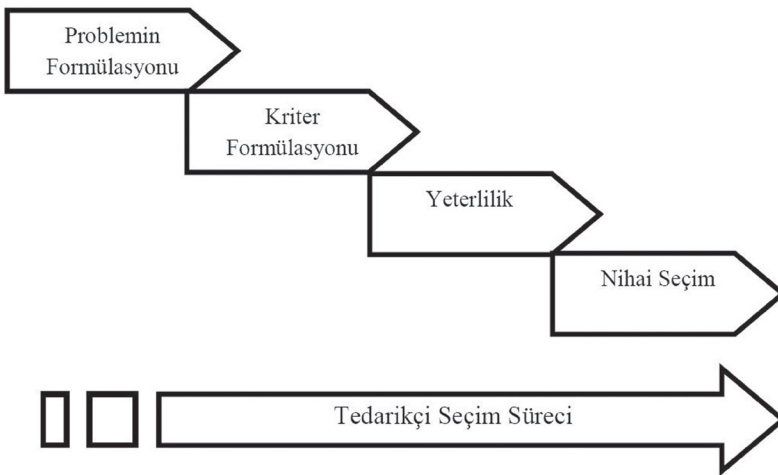 Problemin
Formülasyonu
Kriter
Formülasyonu
Yeterlilik
Nihai Seçim
Tedarikçi Seçim Süreci